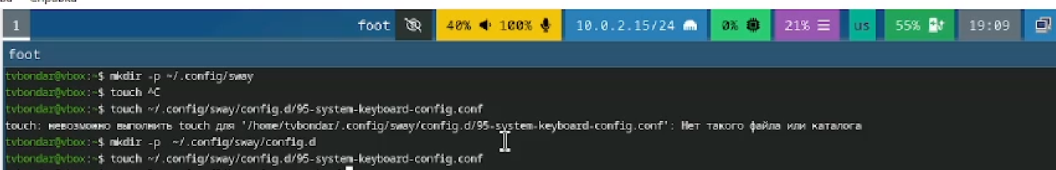 1 foot 40% 100% 10.0.2.15/24 0% 21% us 55% 19:09
foot
tvbondar@vbox:~$ mkdir -p ~/.config/sway
tvbondar@vbox:~$ touch ^C
tvbondar@vbox:~$ touch ~/.config/sway/config.d/95-system-keyboard-config.conf
touch: невозможно выполнить touch для '/home/tvbondar/.config/sway/config.d/95-system-keyboard-config.conf': Нет такого файла или каталога
tvbondar@vbox:~$ mkdir -p  ~/.config/sway/config.d
tvbondar@vbox:~$ touch ~/.config/sway/config.d/95-system-keyboard-config.conf